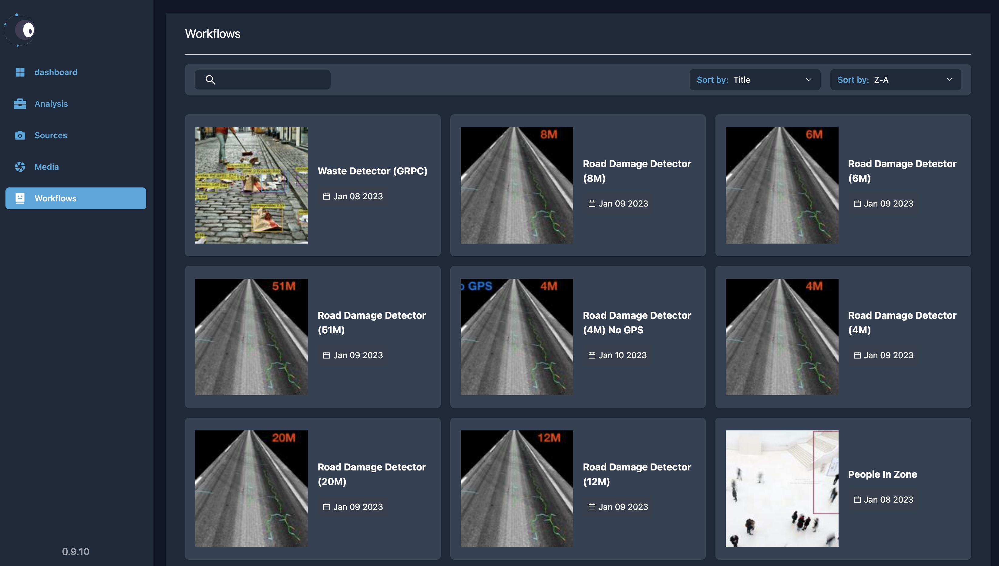 dashboard
Analysis
Sources
Media
Workflows
0.9.10
Workflows
Sort by: Title
Sort by: Z-A
Waste Detector (GRPC)
Jan 08 2023
8M
Road Damage Detector
(8M)
Jan 09 2023
6M
Road Damage Detector
(6M)
Jan 09 2023
51M
Road Damage Detector
(51M)
Jan 09 2023
GPS 4M
Road Damage Detector
(4M) No GPS
Jan 10 2023
4M
Road Damage Detector
(4M)
Jan 09 2023
20M
Road Damage Detector
(20M)
Jan 09 2023
12M
Road Damage Detector
(12M)
Jan 09 2023
People In Zone
Jan 08 2023